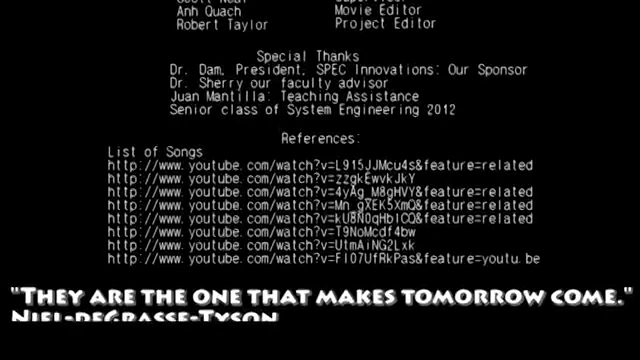 Anh Quach Movie Editor
Robert Taylor Project Editor
Special Thanks
Dr. Dam, President, SPEC Innovations: Our Sponsor
Dr. Sherry our faculty advisor
Juan Mantilla: Teaching Assistance
Senior class of System Engineering 2012
References:
List of Songs
http://www.youtube.com/watch?v=L915JJMcu4s&feature=related
http://www.youtube.com/watch?v=zzgkEwvkJkY
http://www.youtube.com/watch?v=4yAg_M8gHVY&feature=related
http://www.youtube.com/watch?v=Mn_gXEK5XmQ&feature=related
http://www.youtube.com/watch?v=kU8N0qHbICQ&feature=related
http://www.youtube.com/watch?v=T9NoMcdf4bw
http://www.youtube.com/watch?v=UtmAiNG2Lxk
http://www.youtube.com/watch?v=Fl07UfRkPas&feature=youtu.be
"They are the one that makes tomorrow come."
Niel-deGrasse-Tyson